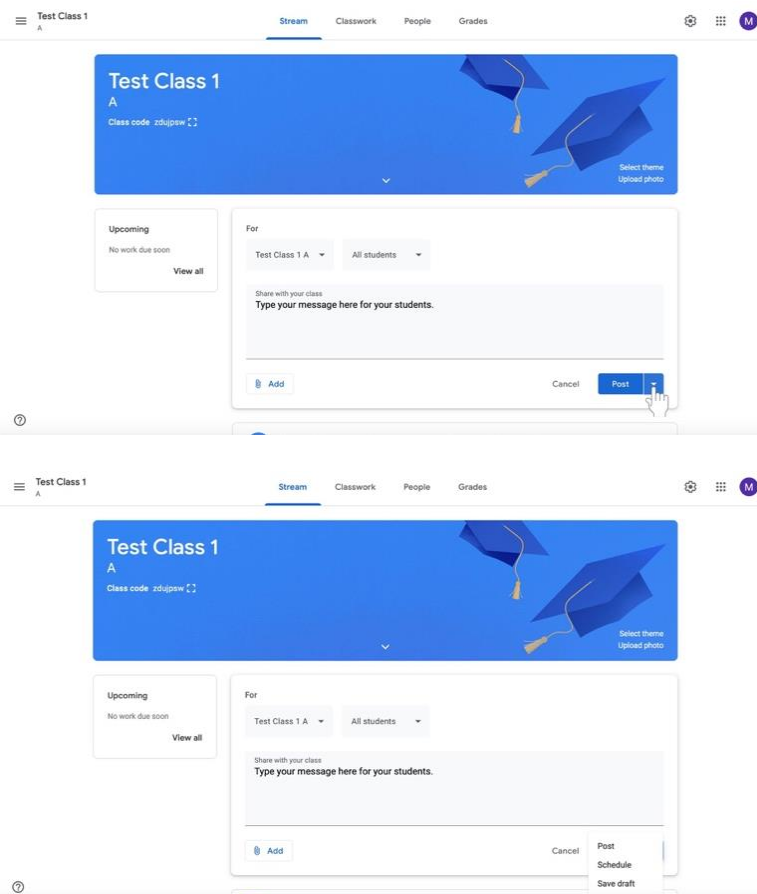 Test Class 1
A
Stream Classwork People Grades
M
Test Class 1
A
Class code zdujpsw
Select theme
Upload photo
Upcoming
No work due soon
View all
For
Test Class 1 A All students
Share with your class
Type your message here for your students.
Add Cancel Post
Test Class 1
A
Stream Classwork People Grades
M
Test Class 1
A
Class code zdujpsw
Select theme
Upload photo
Upcoming
No work due soon
View all
For
Test Class 1 A All students
Share with your class
Type your message here for your students.
Add Cancel
Post
Schedule
Save draft